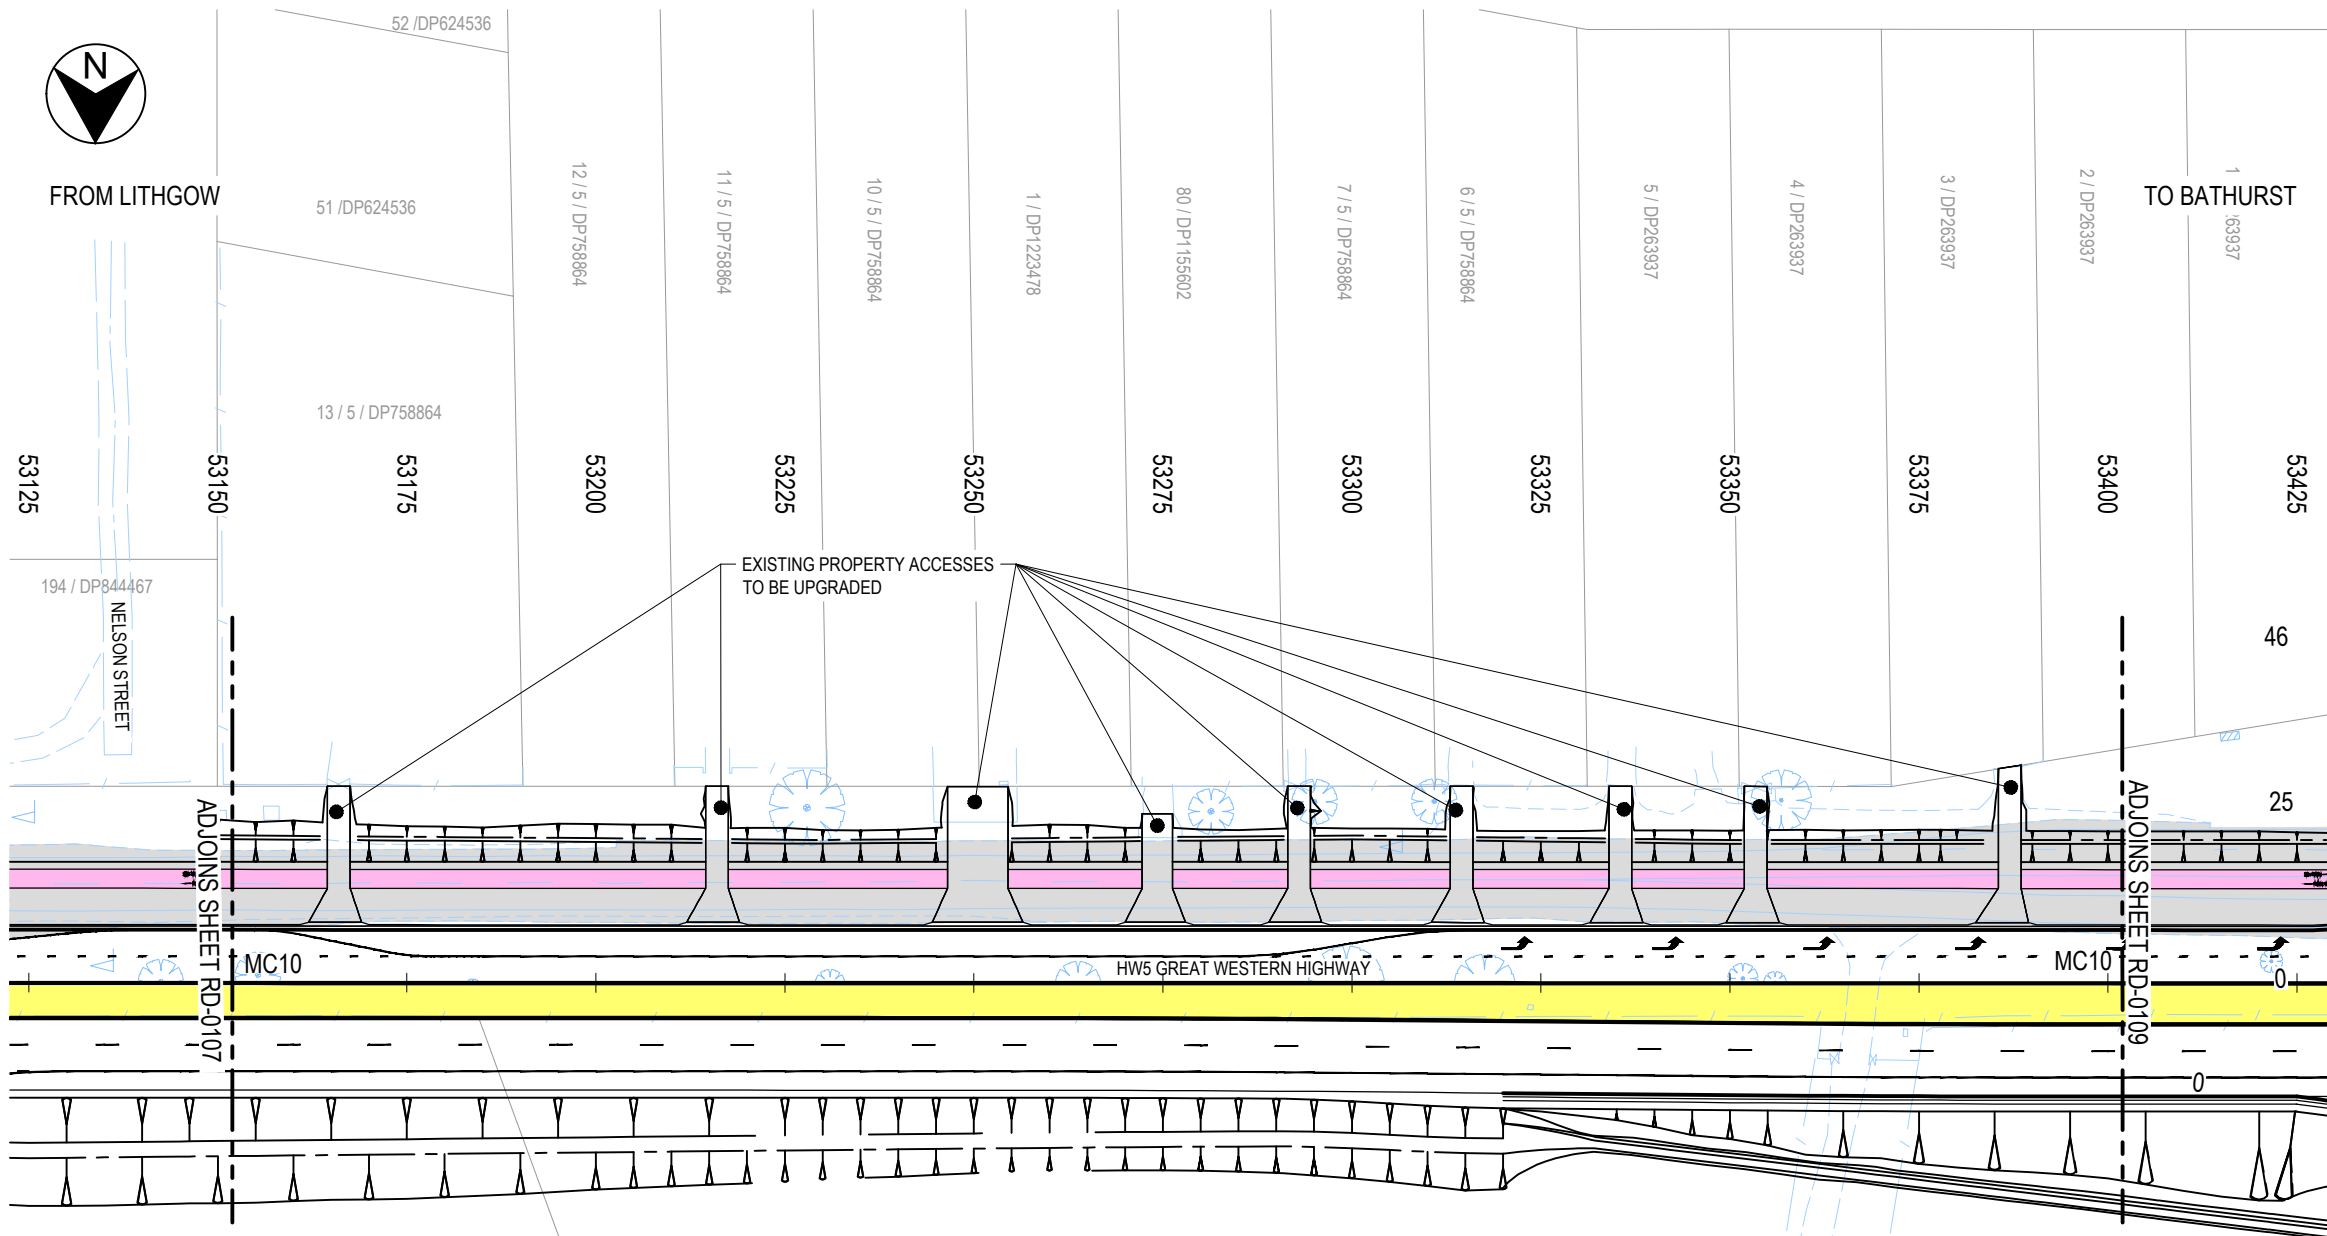 52 /DP624536
N
FROM LITHGOW
TO BATHURST
51 /DP624536
12 / 5 / DP758864
11 / 5 / DP758864
10 / 5 / DP758864
1 / DP1223478
80 / DP1155602
7 / 5 / DP758864
6 / 5 / DP758864
5 / DP263937
4 / DP263937
3 / DP263937
2 / DP263937
1
263937
13 / 5 / DP758864
53125
53150
53175
53200
53225
53250
53275
53300
53325
53350
53375
53400
53425
194 / DP844467
NELSON STREET
EXISTING PROPERTY ACCESSES
TO BE UPGRADED
46
25
ADJOINS SHEET RD-0107
ADJOINS SHEET RD-0109
MC10
HW5 GREAT WESTERN HIGHWAY
MC10
0
0